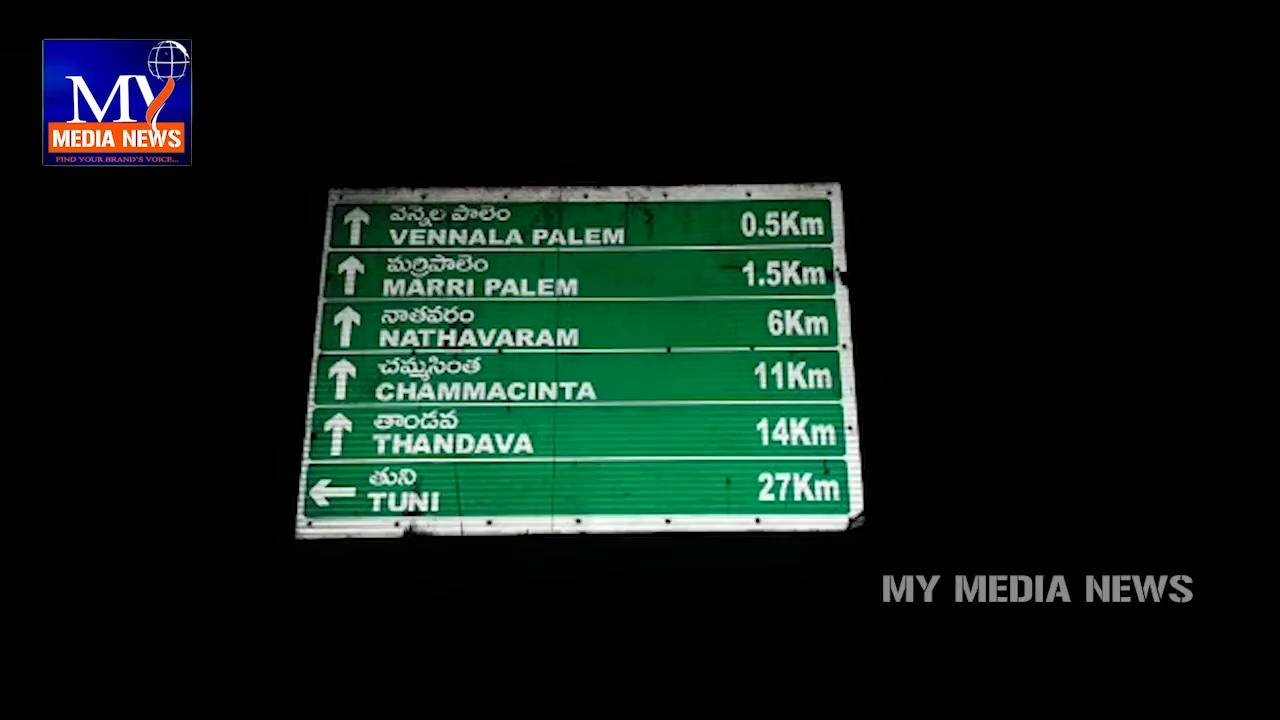 MY
MEDIA NEWS
FIND YOUR BRAND'S VOICE...
వెన్నెల పాలెం
VENNALA PALEM 0.5Km
మర్రిపాలెం
MARRI PALEM 1.5Km
నాతవరం
NATHAVARAM 6Km
చమ్మసింత
CHAMMACINTA 11Km
తాండవ
THANDAVA 14Km
తుని
TUNI 27Km
MY MEDIA NEWS